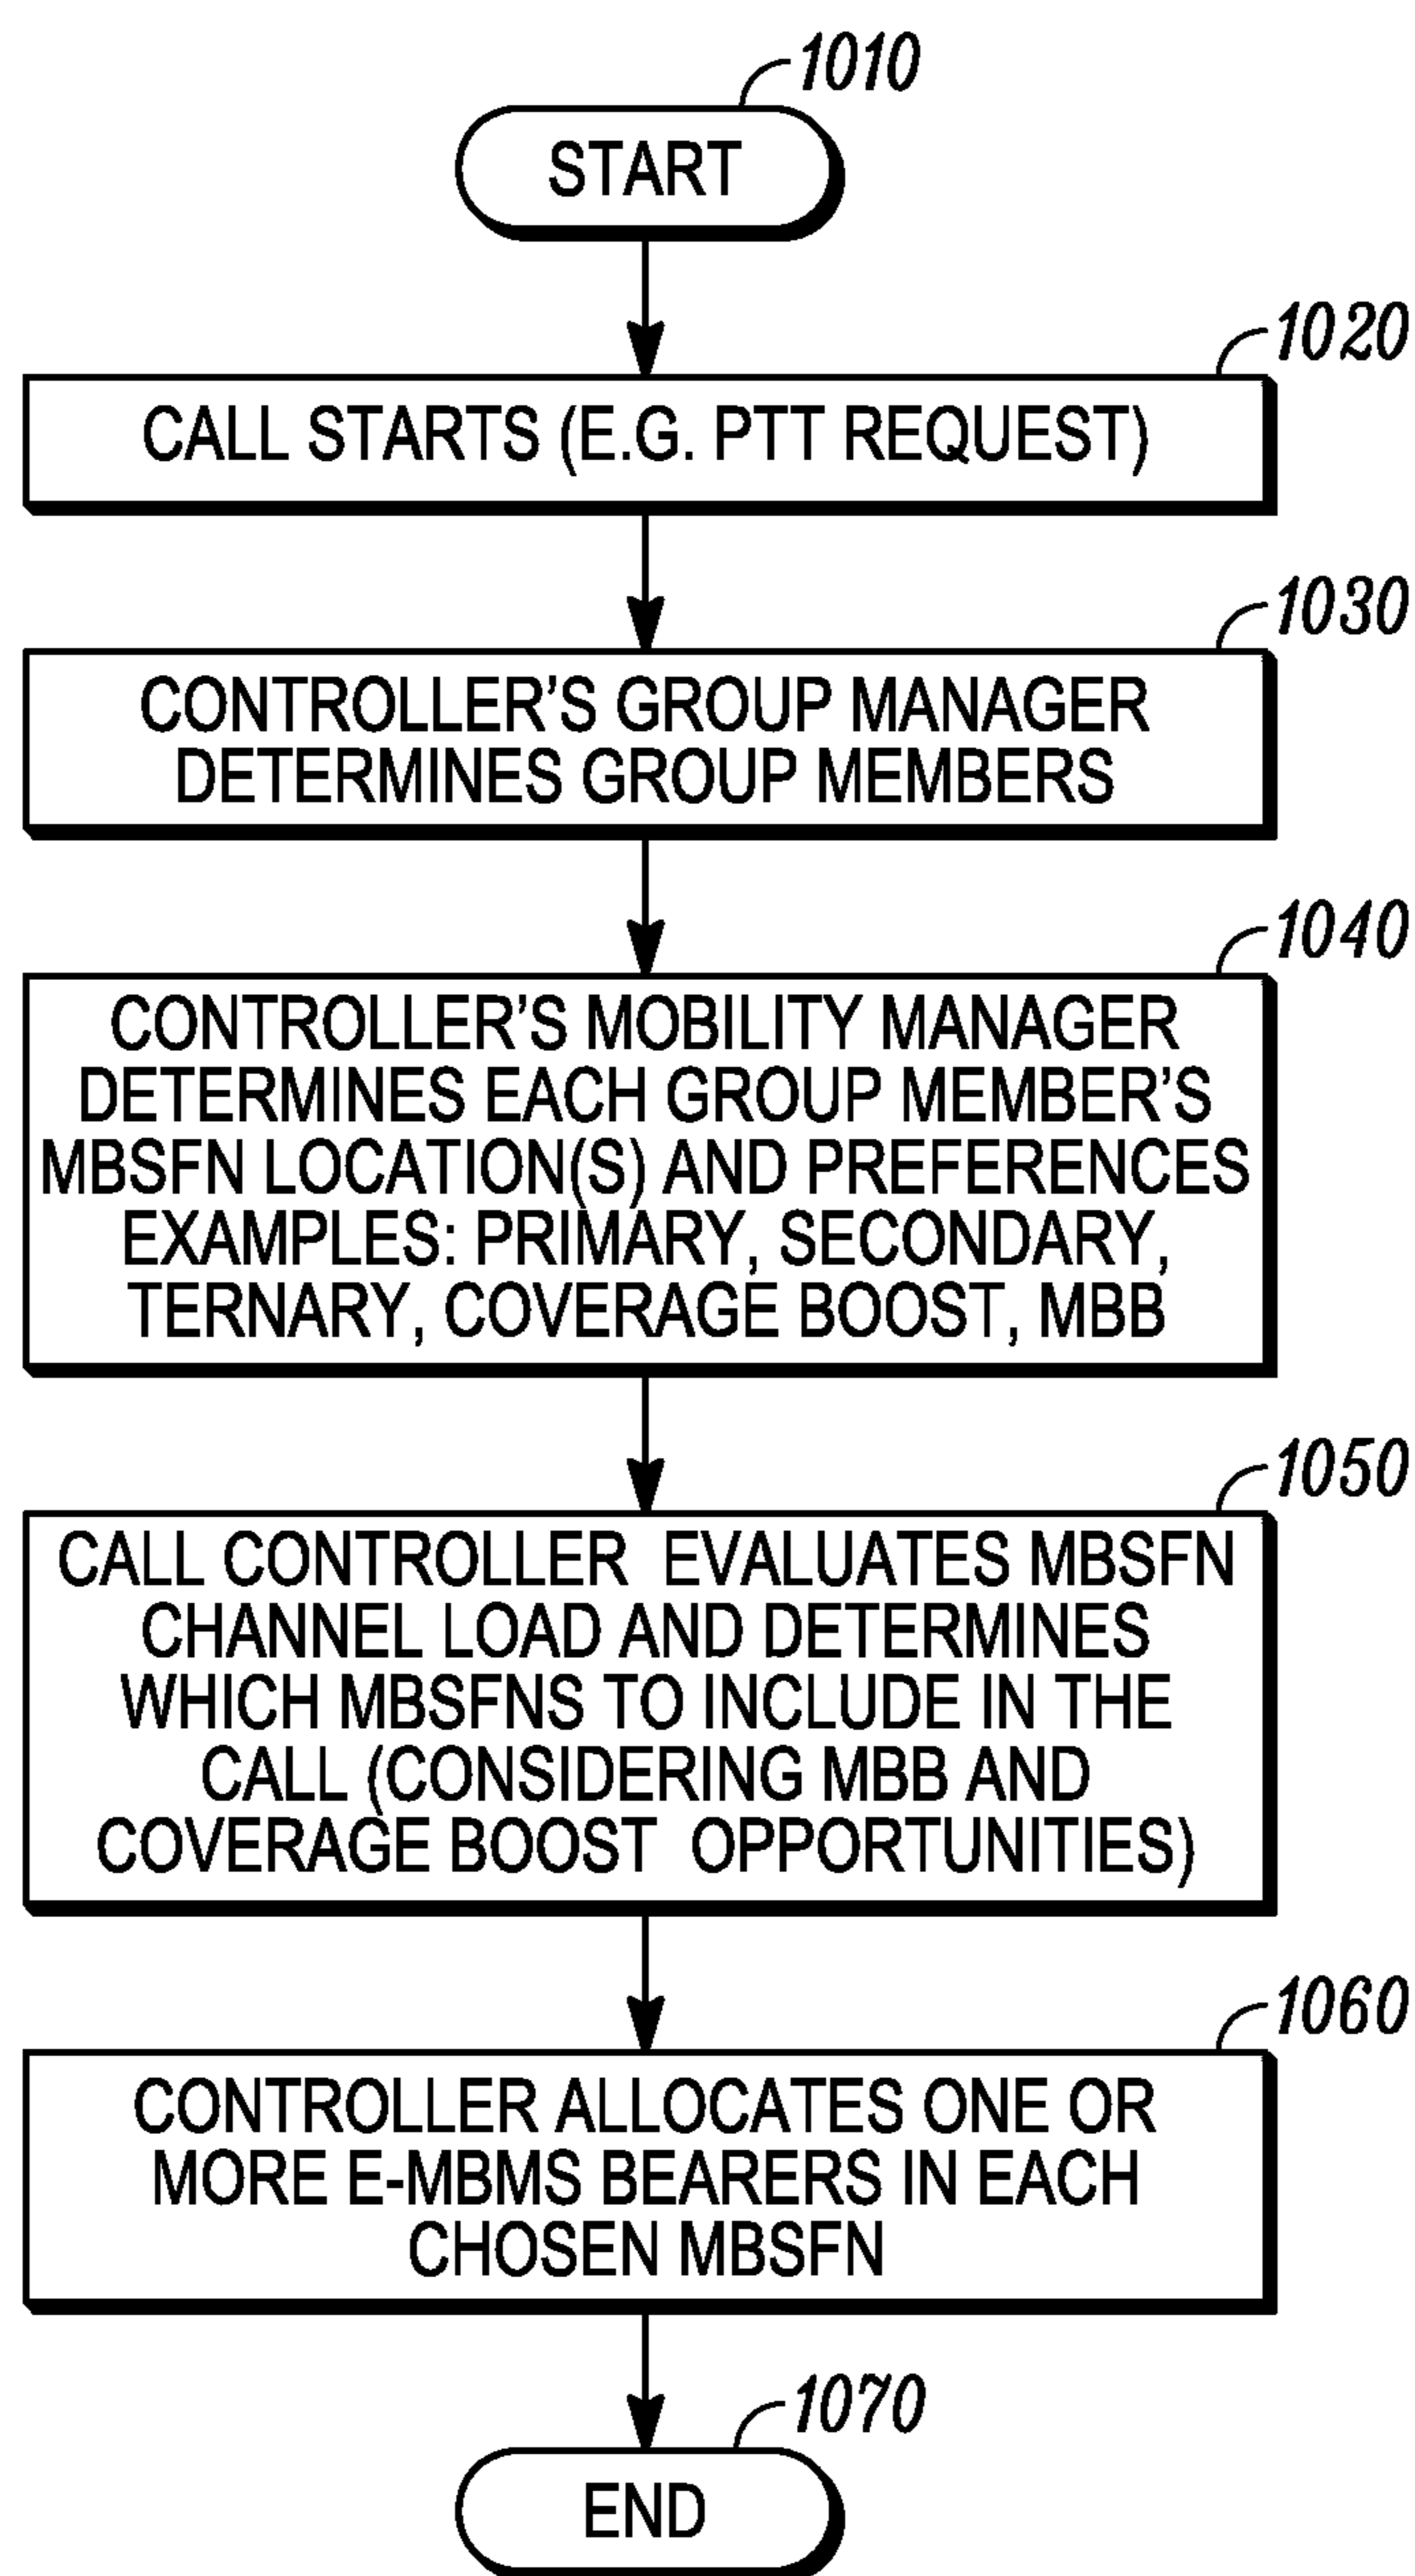 1010
START
1020
CALL STARTS (E.G. PTT REQUEST)
1030
CONTROLLER'S GROUP MANAGER
DETERMINES GROUP MEMBERS
1040
CONTROLLER'S MOBILITY MANAGER
DETERMINES EACH GROUP MEMBER'S
MBSFN LOCATION(S) AND PREFERENCES
EXAMPLES: PRIMARY, SECONDARY,
TERNARY, COVERAGE BOOST, MBB
1050
CALL CONTROLLER EVALUATES MBSFN
CHANNEL LOAD AND DETERMINES
WHICH MBSFNS TO INCLUDE IN THE
CALL (CONSIDERING MBB AND
COVERAGE BOOST OPPORTUNITIES)
1060
CONTROLLER ALLOCATES ONE OR
MORE E-MBMS BEARERS IN EACH
CHOSEN MBSFN
1070
END